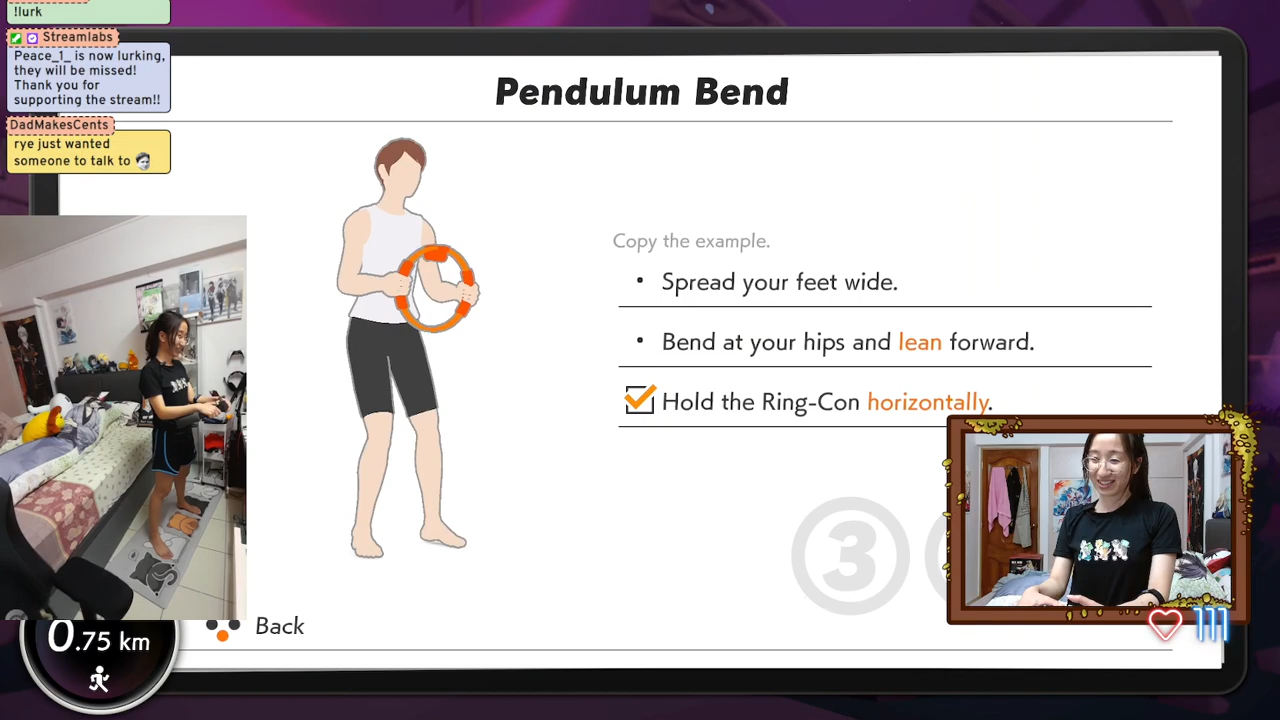 !lurk
Streamlabs
Peace_1_ is now lurking,
they will be missed!
Thank you for
supporting the stream!!
DadMakesCents
rye just wanted
someone to talk to
Pendulum Bend
Copy the example.
• Spread your feet wide.
• Bend at your hips and lean forward.
Hold the Ring-Con horizontally.
3
0.75 km
Back
111